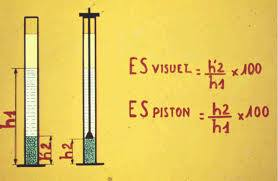 h1
h2
h2
ES VISUEL = h2/h1 x 100
ES PISTON = h2/h1 x 100